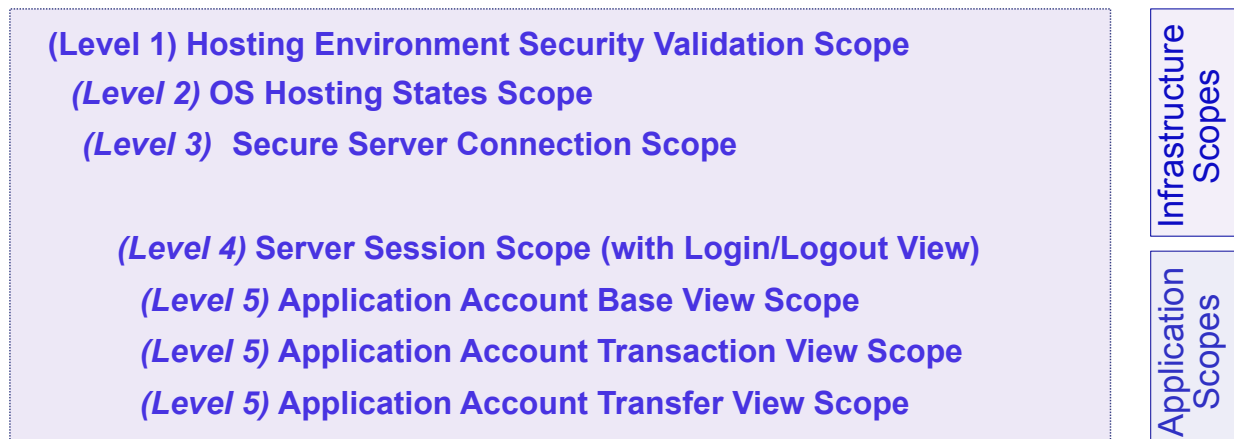 (Level 1) Hosting Environment Security Validation Scope
(Level 2) OS Hosting States Scope
(Level 3) Secure Server Connection Scope
(Level 4) Server Session Scope (with Login/Logout View)
(Level 5) Application Account Base View Scope
(Level 5) Application Account Transaction View Scope
(Level 5) Application Account Transfer View Scope
Infrastructure
Scopes
Application
Scopes